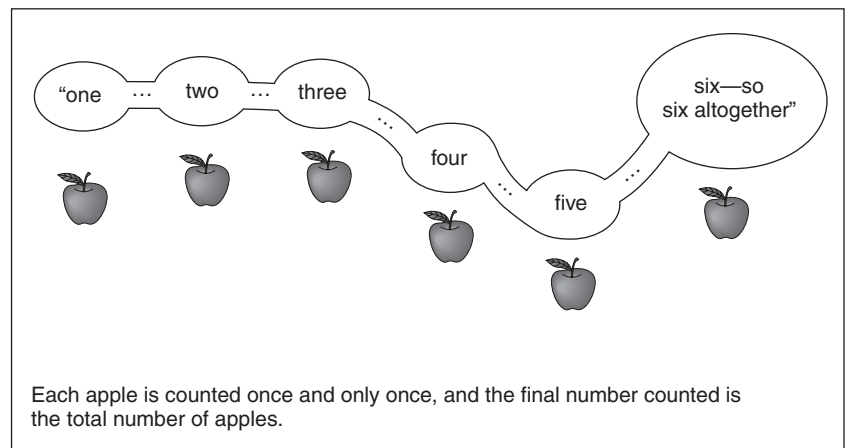 “one ... two ... three
... four
... five
... six—so
six altogether”
Each apple is counted once and only once, and the final number counted is
the total number of apples.